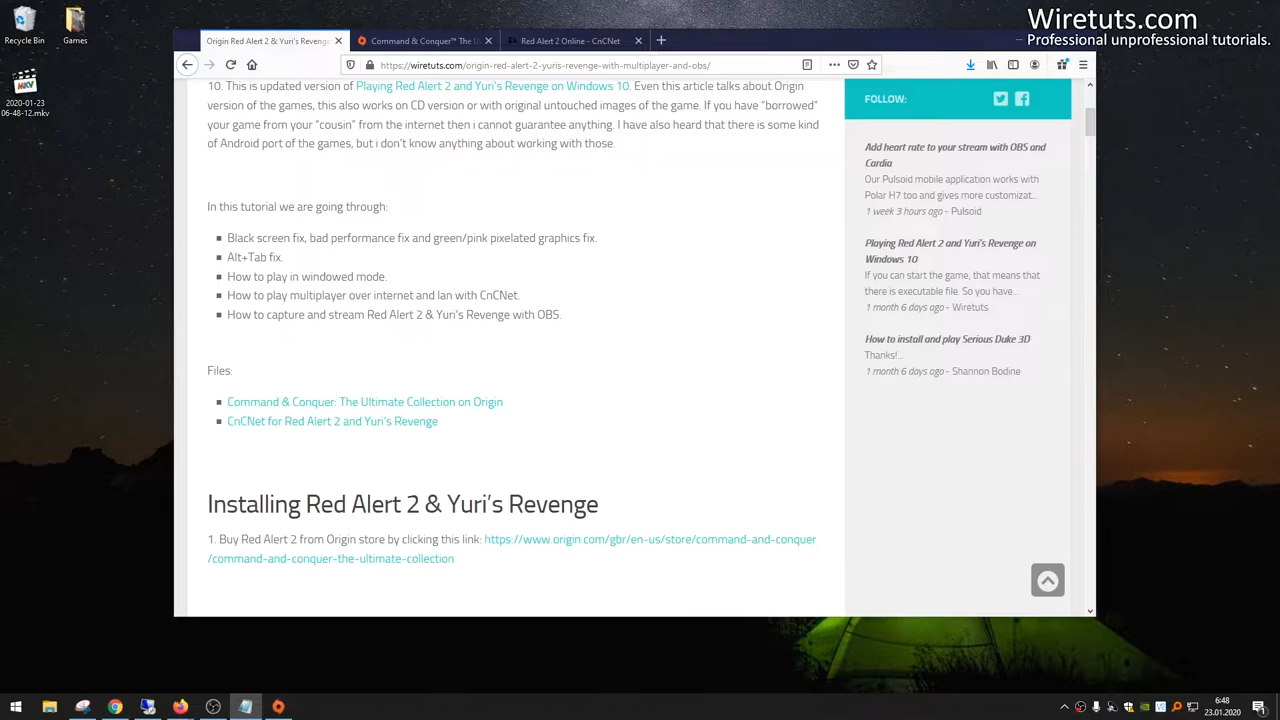 Wiretuts.com
Professional unprofessional tutorials.
Recycle Bin
Games
2020-01-23
06-48-12.mkv
MKV
Origin Red Alert 2 & Yuri's Revenge
Command & Conquer™ The Ul
Red Alert 2 Online - CnCNet
https://wiretuts.com/origin-red-alert-2-yuris-revenge-with-multiplayer-and-obs/
10. This is updated version of Playing Red Alert 2 and Yuri's Revenge on Windows 10. Even this article talks about Origin
version of the games, this also works on CD version or with original untouched images of the game. If you have “borrowed”
your game from your “cousin” from the internet then i cannot guarantee anything. I have also heard that there is some kind
of Android port of the games, but i don't know anything about working with those.
In this tutorial we are going through:
Black screen fix, bad performance fix and green/pink pixelated graphics fix.
Alt+Tab fix.
How to play in windowed mode.
How to play multiplayer over internet and lan with CnCNet.
How to capture and stream Red Alert 2 & Yuri's Revenge with OBS.
Files:
Command & Conquer: The Ultimate Collection on Origin
CnCNet for Red Alert 2 and Yuri's Revenge
Installing Red Alert 2 & Yuri's Revenge
1. Buy Red Alert 2 from Origin store by clicking this link: https://www.origin.com/gbr/en-us/store/command-and-conquer
/command-and-conquer-the-ultimate-collection
FOLLOW:
Add heart rate to your stream with OBS and
Cardia
Our Pulsoid mobile application works with
Polar H7 too and gives more customizat...
1 week 3 hours ago - Pulsoid
Playing Red Alert 2 and Yuri's Revenge on
Windows 10
If you can start the game, that means that
there is executable file. So you have...
1 month 6 days ago - Wiretuts
How to install and play Serious Duke 3D
Thanks!...
1 month 6 days ago - Shannon Bodine
6:48
23.01.2020